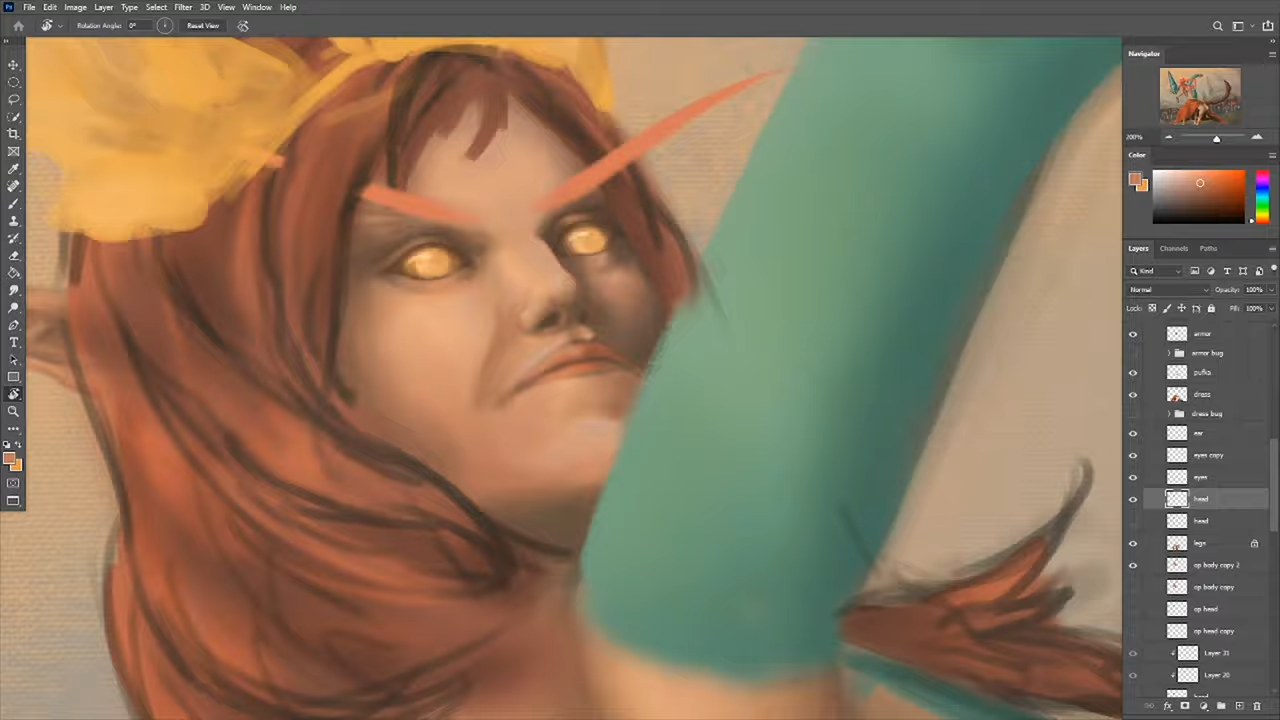 Ps File Edit Image Layer Type Select Filter 3D View Window Help
Rotation Angle: 0° Reset View
Navigator
200%
Color
Layers Channels Paths
Kind
Normal Opacity: 100%
Lock: Fill: 100%
armor
armor bug
pufka
dress
dress bug
ear
eyes copy
eyes
head
head
legs
op body copy 2
op body copy
op head
op head copy
Layer 31
Layer 20
head